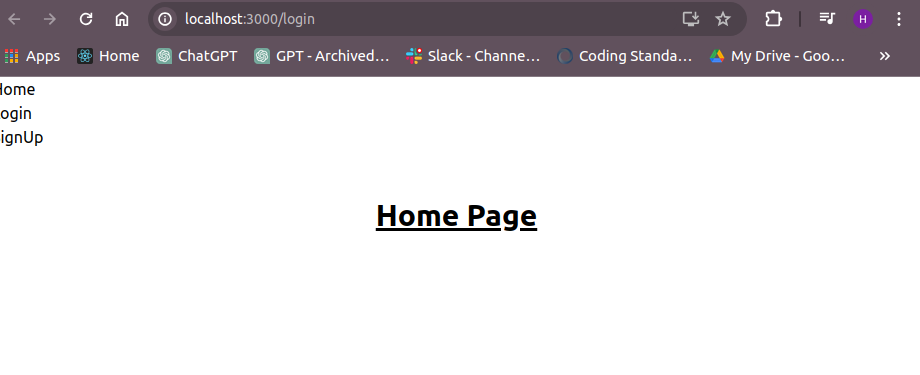 localhost:3000/login
Apps Home ChatGPT GPT - Archived… Slack - Channe… Coding Standa… My Drive - Goo… »
H
Home
ogin
ignUp
Home Page